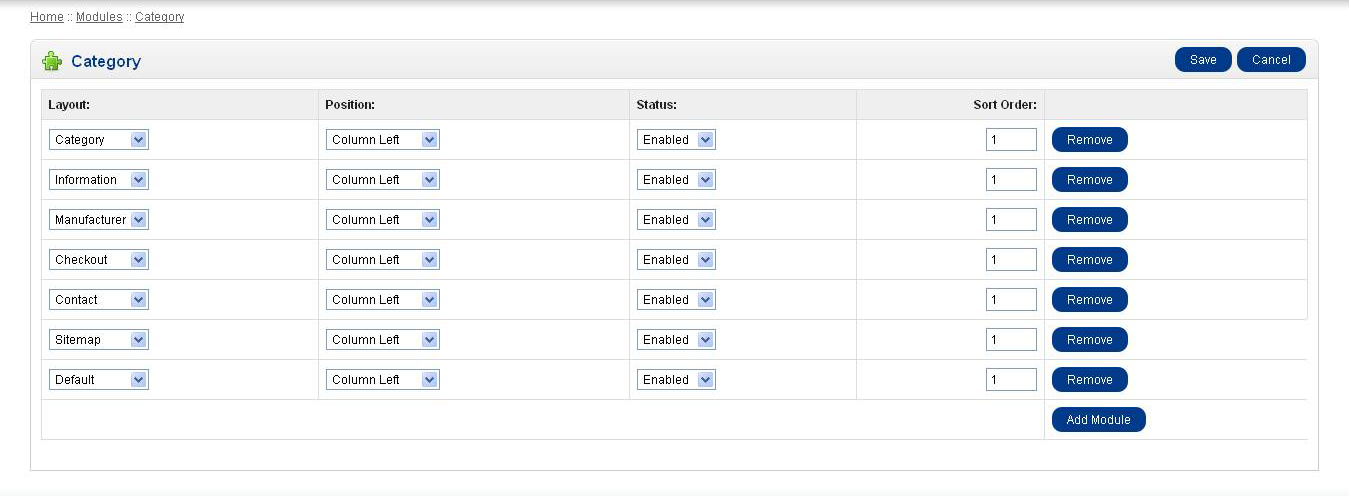 Home :: Modules :: Category
Category Save Cancel
Layout: Position: Status: Sort Order:
Category Column Left Enabled 1 Remove
Information Column Left Enabled 1 Remove
Manufacturer Column Left Enabled 1 Remove
Checkout Column Left Enabled 1 Remove
Contact Column Left Enabled 1 Remove
Sitemap Column Left Enabled 1 Remove
Default Column Left Enabled 1 Remove
Add Module